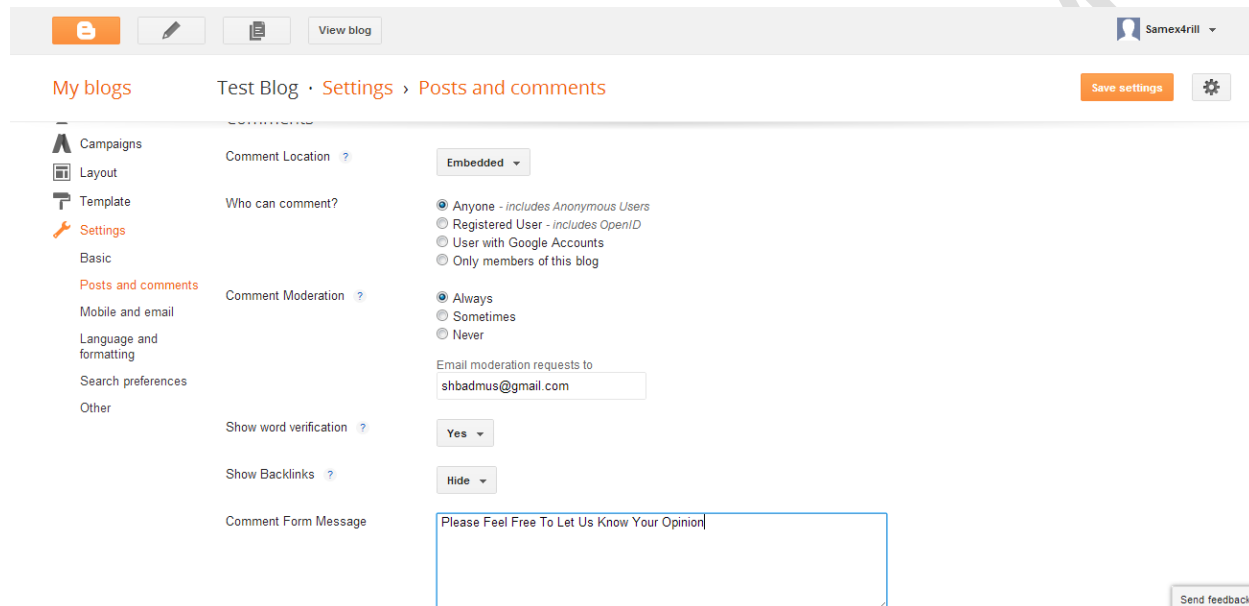 View blog
Samex4rill
My blogs
Test Blog · Settings › Posts and comments
Save settings
Comments
Campaigns
Layout
Template
Settings
Basic
Posts and comments
Mobile and email
Language and
formatting
Search preferences
Other
Comment Location ?
Embedded
Who can comment?
Anyone - includes Anonymous Users
Registered User - includes OpenID
User with Google Accounts
Only members of this blog
Comment Moderation ?
Always
Sometimes
Never
Email moderation requests to
shbadmus@gmail.com
Show word verification ?
Yes
Show Backlinks ?
Hide
Comment Form Message
Please Feel Free To Let Us Know Your Opinion
Send feedback